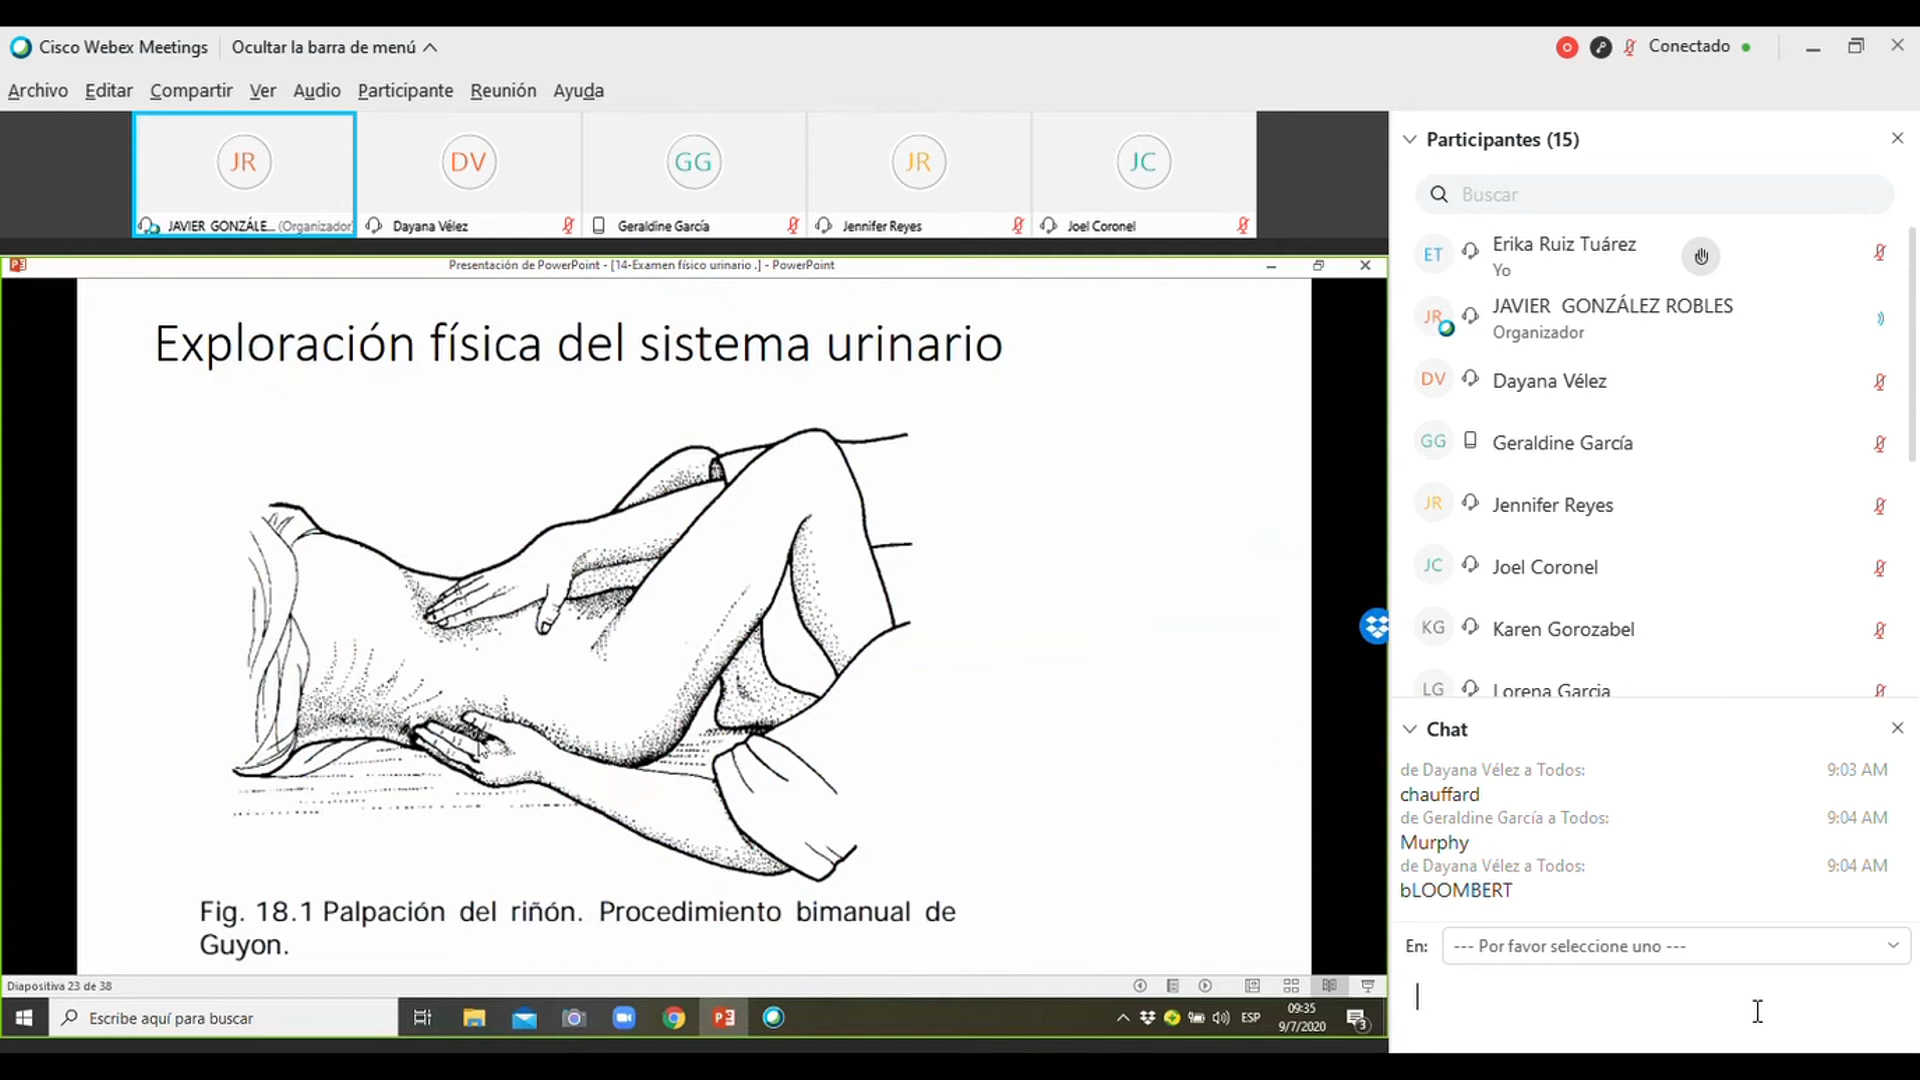 Cisco Webex Meetings
Ocultar la barra de menú
Conectado
Archivo Editar Compartir Ver Audio Participante Reunión Ayuda
JR
JAVIER GONZÁLE... (Organizador)
DV
Dayana Vélez
GG
Geraldine García
JR
Jennifer Reyes
JC
Joel Coronel
Presentación de PowerPoint - [14-Examen físico urinario .] - PowerPoint
Exploración física del sistema urinario
Fig. 18.1 Palpación del riñón. Procedimiento bimanual de
Guyon.
Diapositiva 23 de 38
Escribe aquí para buscar
ESP
09:35
9/7/2020
3
Participantes (15)
Buscar
ET
Erika Ruiz Tuárez
Yo
JR
JAVIER GONZÁLEZ ROBLES
Organizador
DV
Dayana Vélez
GG
Geraldine García
JR
Jennifer Reyes
JC
Joel Coronel
KG
Karen Gorozabel
LG
Lorena Garcia
Chat
de Dayana Vélez a Todos: 9:03 AM
chauffard
de Geraldine García a Todos: 9:04 AM
Murphy
de Dayana Vélez a Todos: 9:04 AM
bLOOMBERT
En: --- Por favor seleccione uno ---